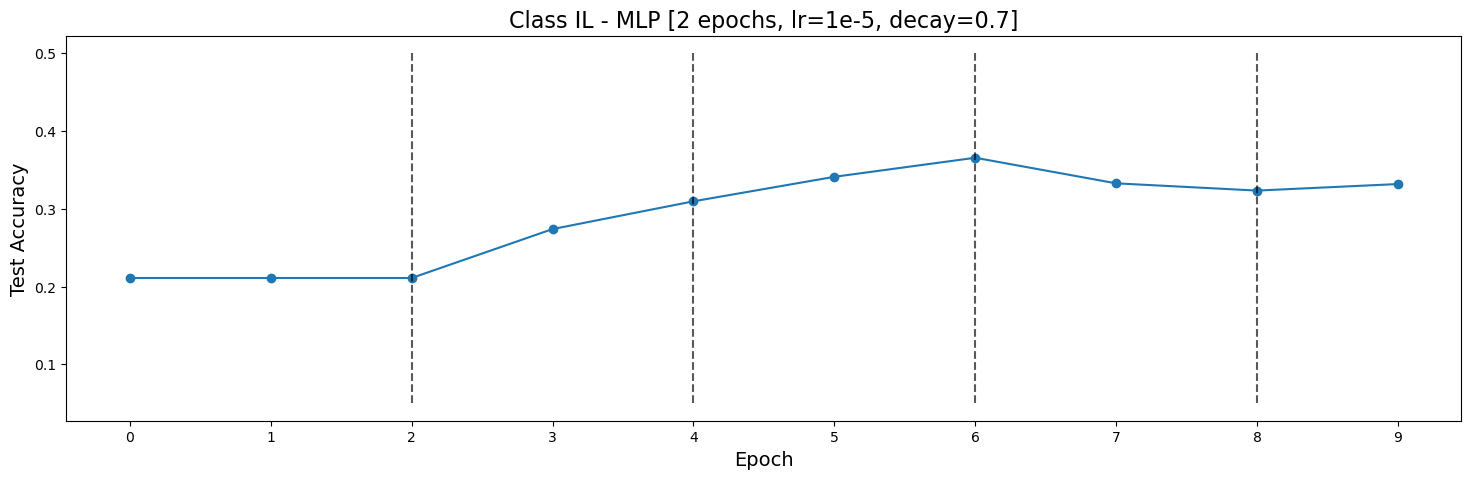 Class IL - MLP [2 epochs, lr=1e-5, decay=0.7]
0.5
0.4
0.3
0.2
0.1
Test Accuracy
0 1 2 3 4 5 6 7 8 9
Epoch